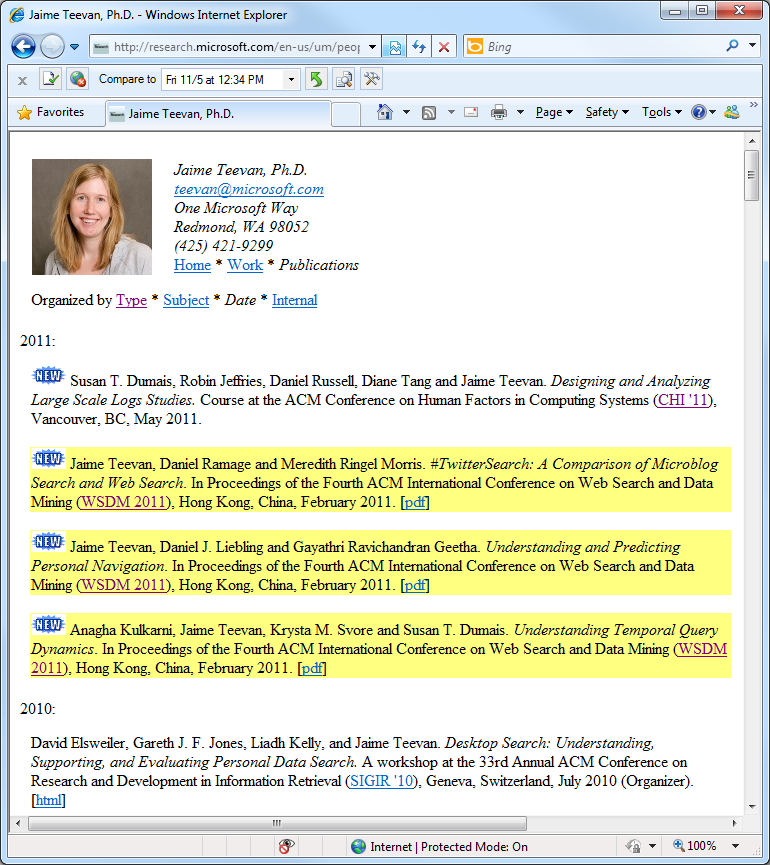 Jaime Teevan, Ph.D. - Windows Internet Explorer
http://research.microsoft.com/en-us/um/peop
Bing
Compare to Fri 11/5 at 12:34 PM
Favorites
Jaime Teevan, Ph.D.
Page Safety Tools
Jaime Teevan, Ph.D.
teevan@microsoft.com
One Microsoft Way
Redmond, WA 98052
(425) 421-9299
Home * Work * Publications
Organized by Type * Subject * Date * Internal
2011:
NEW Susan T. Dumais, Robin Jeffries, Daniel Russell, Diane Tang and Jaime Teevan. Designing and Analyzing
Large Scale Logs Studies. Course at the ACM Conference on Human Factors in Computing Systems (CHI '11),
Vancouver, BC, May 2011.
NEW Jaime Teevan, Daniel Ramage and Meredith Ringel Morris. #TwitterSearch: A Comparison of Microblog
Search and Web Search. In Proceedings of the Fourth ACM International Conference on Web Search and Data
Mining (WSDM 2011), Hong Kong, China, February 2011. [pdf]
NEW Jaime Teevan, Daniel J. Liebling and Gayathri Ravichandran Geetha. Understanding and Predicting
Personal Navigation. In Proceedings of the Fourth ACM International Conference on Web Search and Data
Mining (WSDM 2011), Hong Kong, China, February 2011. [pdf]
NEW Anagha Kulkarni, Jaime Teevan, Krysta M. Svore and Susan T. Dumais. Understanding Temporal Query
Dynamics. In Proceedings of the Fourth ACM International Conference on Web Search and Data Mining (WSDM
2011), Hong Kong, China, February 2011. [pdf]
2010:
David Elsweiler, Gareth J. F. Jones, Liadh Kelly, and Jaime Teevan. Desktop Search: Understanding,
Supporting, and Evaluating Personal Data Search. A workshop at the 33rd Annual ACM Conference on
Research and Development in Information Retrieval (SIGIR '10), Geneva, Switzerland, July 2010 (Organizer).
[html]
Internet | Protected Mode: On
100%